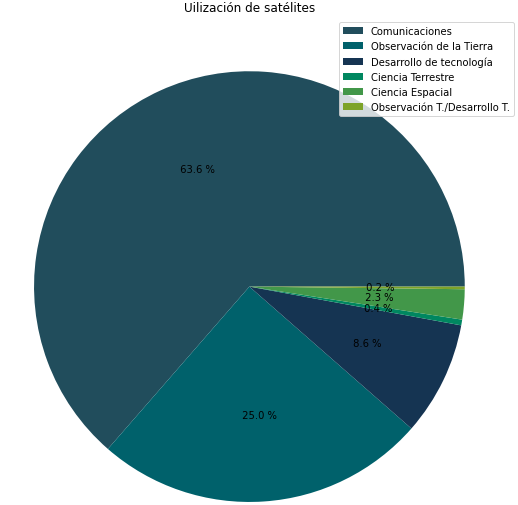 Uilización de satélites
Comunicaciones
Observación de la Tierra
Desarrollo de tecnología
Ciencia Terrestre
Ciencia Espacial
Observación T./Desarrollo T.
63.6 %
0.2 %
2.3 %
0.4 %
8.6 %
25.0 %